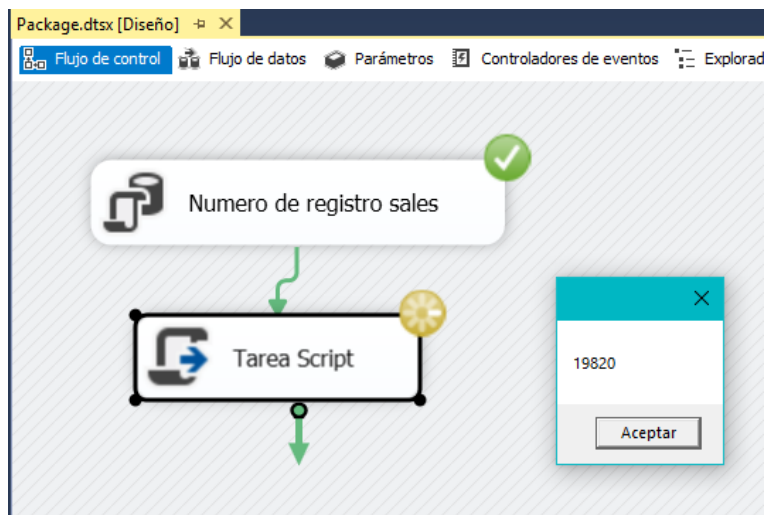 Package.dtsx [Diseño]
Flujo de control Flujo de datos Parámetros Controladores de eventos Explorad
Numero de registro sales
Tarea Script
19820
Aceptar